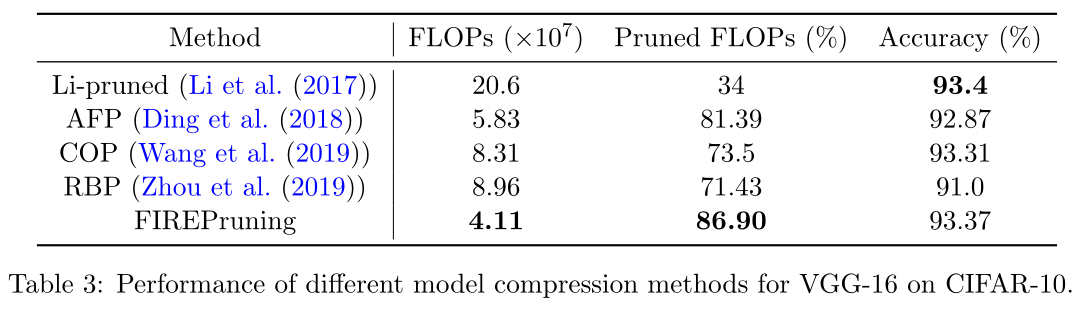 Method FLOPs (×10⁷) Pruned FLOPs (%) Accuracy (%)
Li-pruned (Li et al. (2017)) 20.6 34 93.4
AFP (Ding et al. (2018)) 5.83 81.39 92.87
COP (Wang et al. (2019)) 8.31 73.5 93.31
RBP (Zhou et al. (2019)) 8.96 71.43 91.0
FIREPruning 4.11 86.90 93.37
Table 3: Performance of different model compression methods for VGG-16 on CIFAR-10.